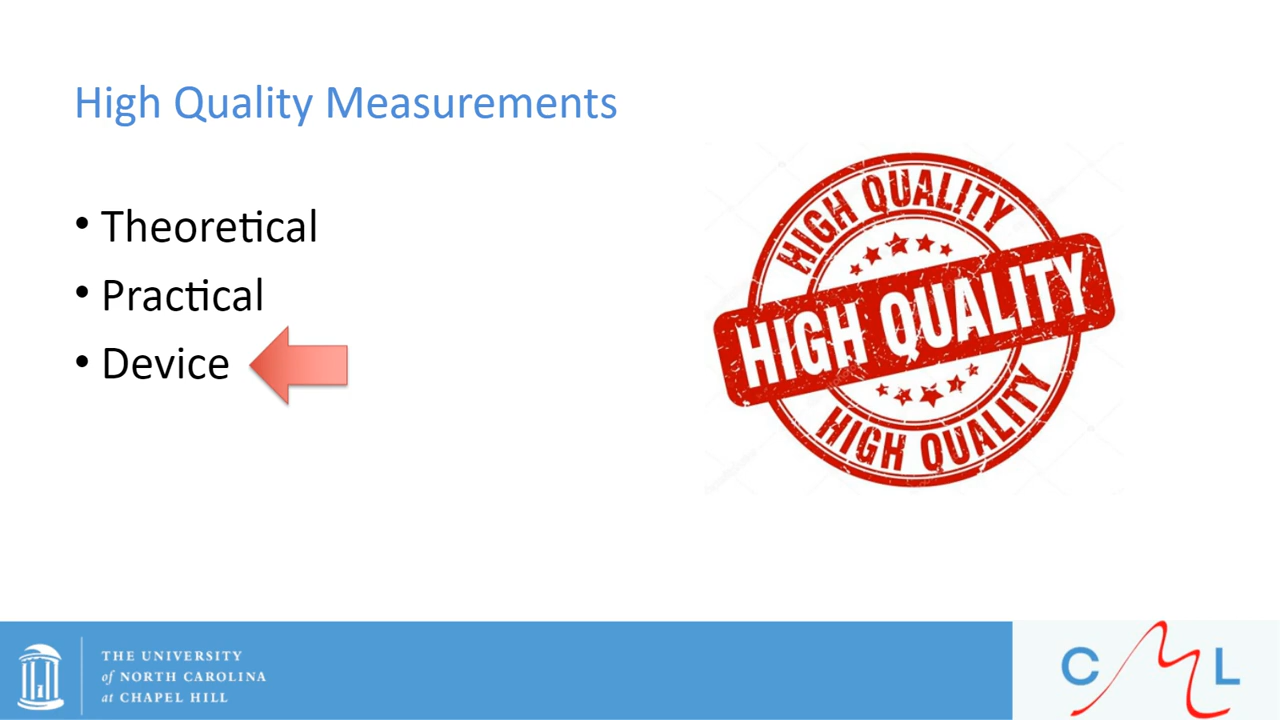 High Quality Measurements
• Theoretical
• Practical
• Device
HIGH QUALITY
HIGH QUALITY
HIGH QUALITY
THE UNIVERSITY
of NORTH CAROLINA
at CHAPEL HILL
CML